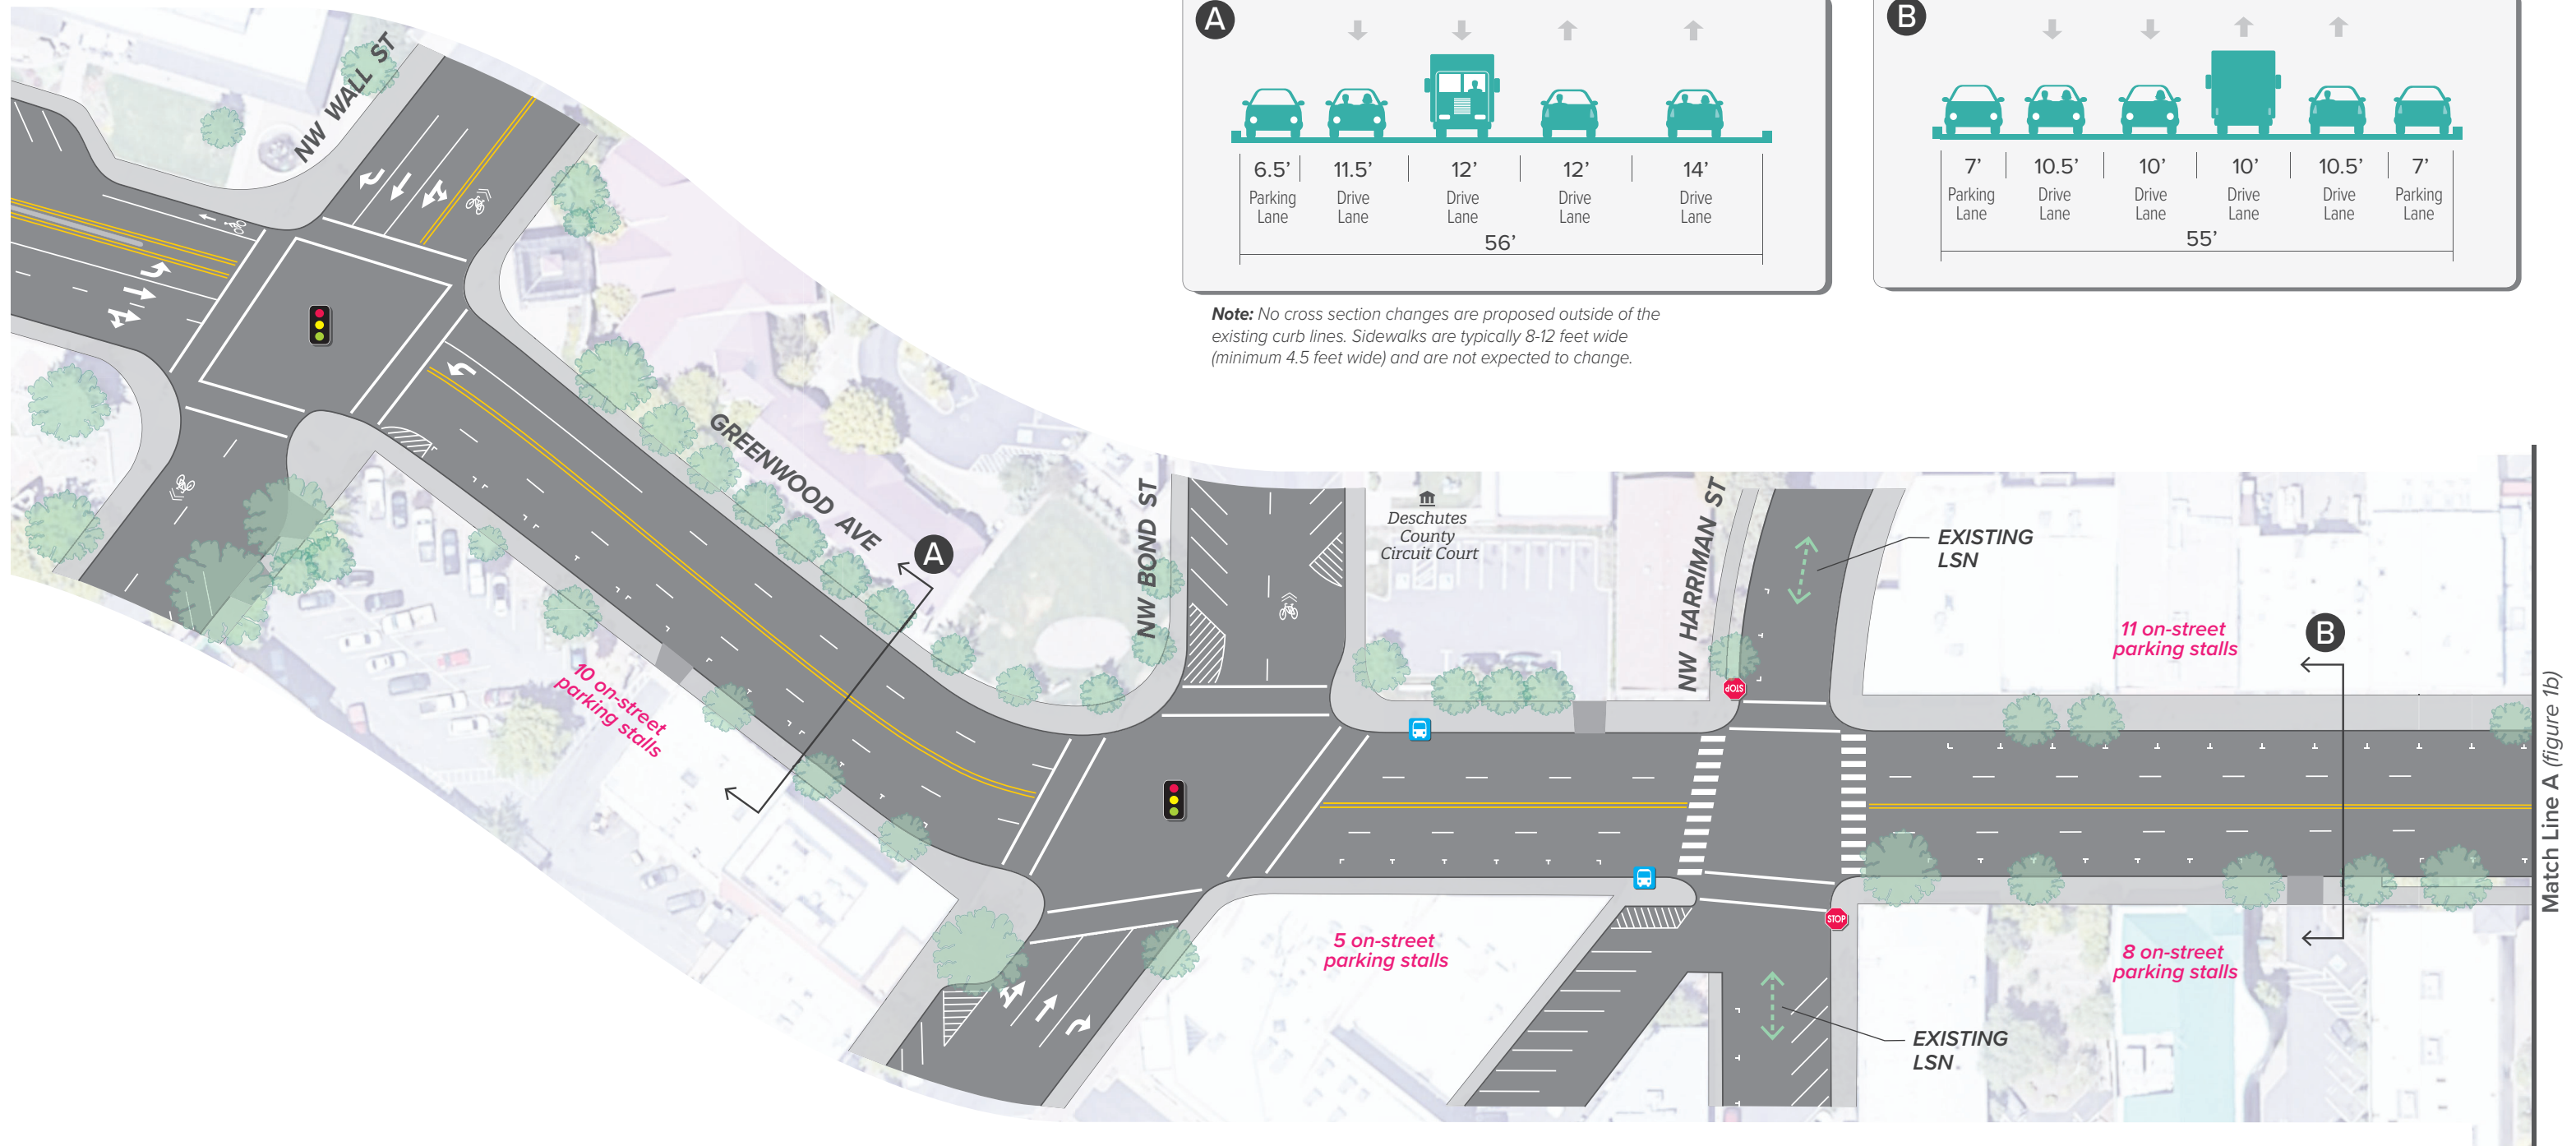 A
6.5’ 11.5’ 12’ 12’ 14’
Parking Drive Drive Drive Drive
Lane Lane Lane Lane Lane
56’
B
7’ 10.5’ 10’ 10’ 10.5’ 7’
Parking Drive Drive Drive Drive Parking
Lane Lane Lane Lane Lane Lane
55’
Note: No cross section changes are proposed outside of the
existing curb lines. Sidewalks are typically 8-12 feet wide
(minimum 4.5 feet wide) and are not expected to change.
NW WALL ST
GREENWOOD AVE
A
10 on-street
parking stalls
NW BOND ST
Deschutes
County
Circuit Court
NW HARRIMAN ST
STOP
EXISTING
LSN
11 on-street
parking stalls
B
5 on-street
parking stalls
STOP
8 on-street
parking stalls
EXISTING
LSN
Match Line A (figure 1b)